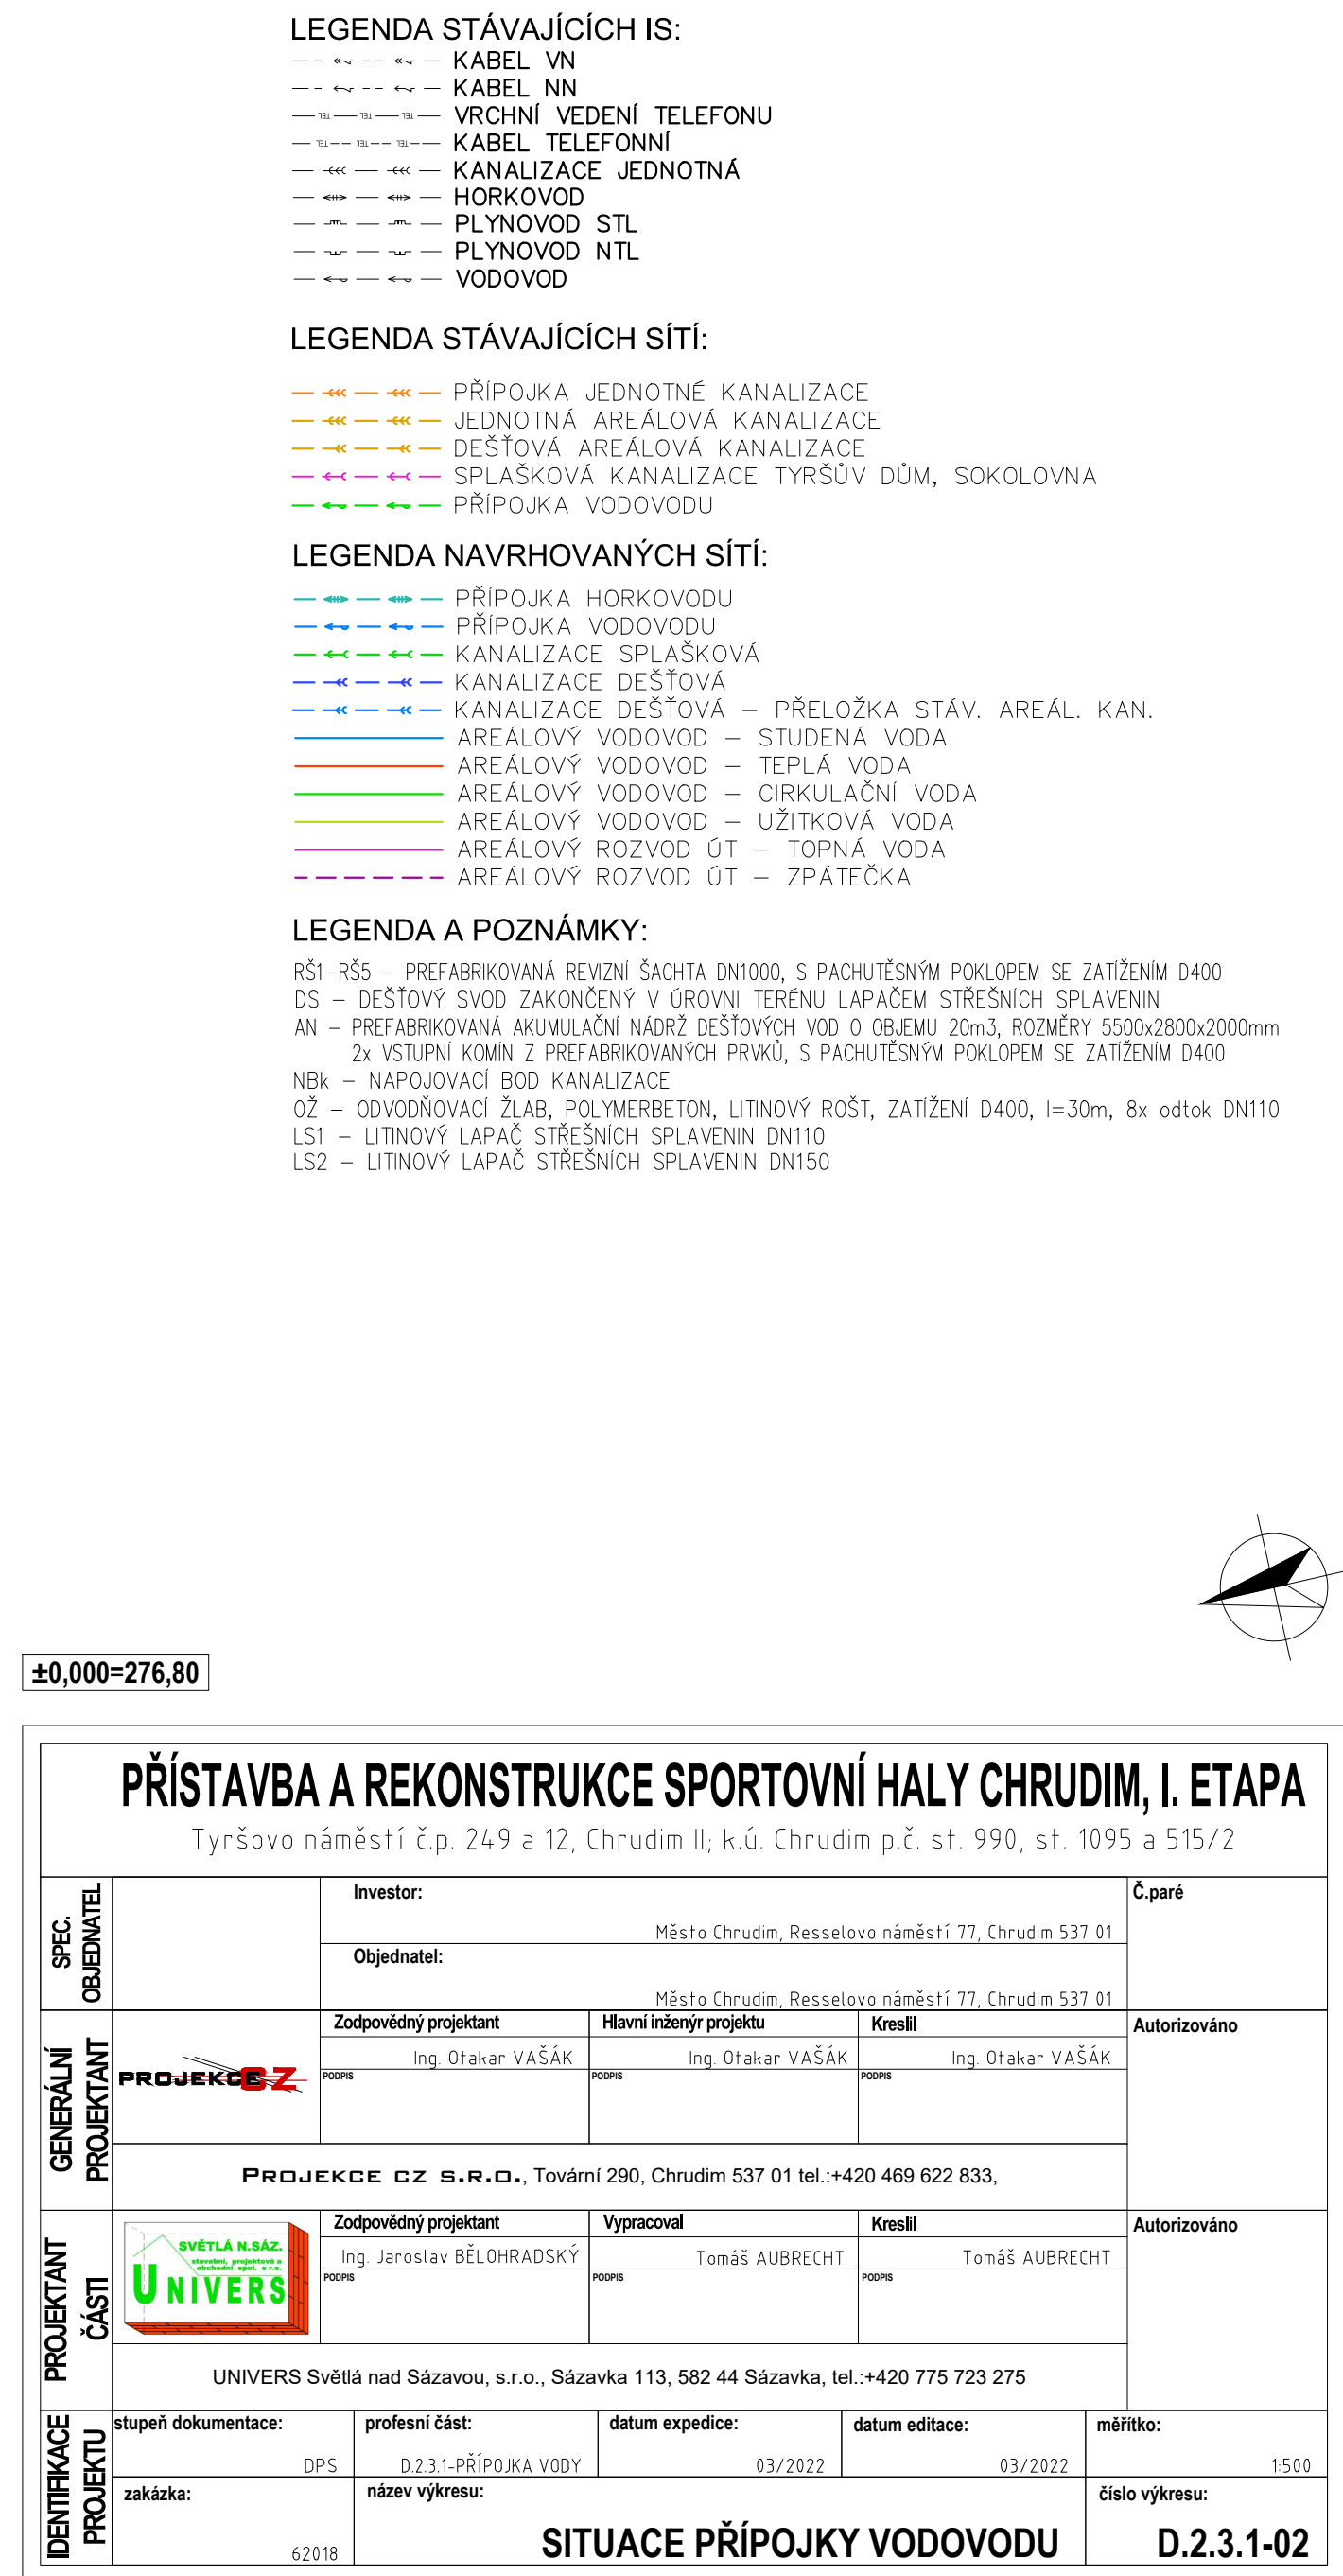 LEGENDA STÁVAJÍCÍCH IS:
KABEL VN
KABEL NN
TEL TEL TEL VRCHNÍ VEDENÍ TELEFONU
TEL TEL TEL KABEL TELEFONNÍ
KANALIZACE JEDNOTNÁ
HORKOVOD
PLYNOVOD STL
PLYNOVOD NTL
VODOVOD
LEGENDA STÁVAJÍCÍCH SÍTÍ:
PŘÍPOJKA JEDNOTNÉ KANALIZACE
JEDNOTNÁ AREÁLOVÁ KANALIZACE
DEŠŤOVÁ AREÁLOVÁ KANALIZACE
SPLAŠKOVÁ KANALIZACE TYRŠŮV DŮM, SOKOLOVNA
PŘÍPOJKA VODOVODU
LEGENDA NAVRHOVANÝCH SÍTÍ:
PŘÍPOJKA HORKOVODU
PŘÍPOJKA VODOVODU
KANALIZACE SPLAŠKOVÁ
KANALIZACE DEŠŤOVÁ
KANALIZACE DEŠŤOVÁ – PŘELOŽKA STÁV. AREÁL. KAN.
AREÁLOVÝ VODOVOD – STUDENÁ VODA
AREÁLOVÝ VODOVOD – TEPLÁ VODA
AREÁLOVÝ VODOVOD – CIRKULAČNÍ VODA
AREÁLOVÝ VODOVOD – UŽITKOVÁ VODA
AREÁLOVÝ ROZVOD ÚT – TOPNÁ VODA
AREÁLOVÝ ROZVOD ÚT – ZPÁTEČKA
LEGENDA A POZNÁMKY:
RŠ1–RŠ5 – PREFABRIKOVANÁ REVIZNÍ ŠACHTA DN1000, S PACHUTĚSNÝM POKLOPEM SE ZATÍŽENÍM D400
DS – DEŠŤOVÝ SVOD ZAKONČENÝ V ÚROVNI TERÉNU LAPAČEM STŘEŠNÍCH SPLAVENIN
AN – PREFABRIKOVANÁ AKUMULAČNÍ NÁDRŽ DEŠŤOVÝCH VOD O OBJEMU 20m3, ROZMĚRY 5500x2800x2000mm
2x VSTUPNÍ KOMÍN Z PREFABRIKOVANÝCH PRVKŮ, S PACHUTĚSNÝM POKLOPEM SE ZATÍŽENÍM D400
NBk – NAPOJOVACÍ BOD KANALIZACE
OŽ – ODVODŇOVACÍ ŽLAB, POLYMERBETON, LITINOVÝ ROŠT, ZATÍŽENÍ D400, l=30m, 8x odtok DN110
LS1 – LITINOVÝ LAPAČ STŘEŠNÍCH SPLAVENIN DN110
LS2 – LITINOVÝ LAPAČ STŘEŠNÍCH SPLAVENIN DN150
±0,000=276,80
PŘÍSTAVBA A REKONSTRUKCE SPORTOVNÍ HALY CHRUDIM, I. ETAPA
Tyršovo náměstí č.p. 249 a 12, Chrudim II; k.ú. Chrudim p.č. st. 990, st. 1095 a 515/2
SPEC. OBJEDNATEL
Investor:
Č.paré
Město Chrudim, Resselovo náměstí 77, Chrudim 537 01
Objednatel:
Město Chrudim, Resselovo náměstí 77, Chrudim 537 01
GENERÁLNÍ PROJEKTANT
PROJEKCE CZ
Zodpovědný projektant Hlavní inženýr projektu Kreslil Autorizováno
Ing. Otakar VAŠÁK Ing. Otakar VAŠÁK Ing. Otakar VAŠÁK
PODPIS PODPIS PODPIS
PROJEKCE CZ S.R.O., Tovární 290, Chrudim 537 01 tel.:+420 469 622 833,
PROJEKTANT ČÁSTI
SVĚTLÁ N.SÁZ.
stavební, projektová a
obchodní spol. s r.o.
UNIVERS
Zodpovědný projektant Vypracoval Kreslil Autorizováno
Ing. Jaroslav BĚLOHRADSKÝ Tomáš AUBRECHT Tomáš AUBRECHT
PODPIS PODPIS PODPIS
UNIVERS Světlá nad Sázavou, s.r.o., Sázavka 113, 582 44 Sázavka, tel.:+420 775 723 275
IDENTIFIKACE PROJEKTU
stupeň dokumentace: profesní část: datum expedice: datum editace: měřítko:
DPS D.2.3.1-PŘÍPOJKA VODY 03/2022 03/2022 1:500
zakázka: název výkresu: číslo výkresu:
62018 SITUACE PŘÍPOJKY VODOVODU D.2.3.1-02